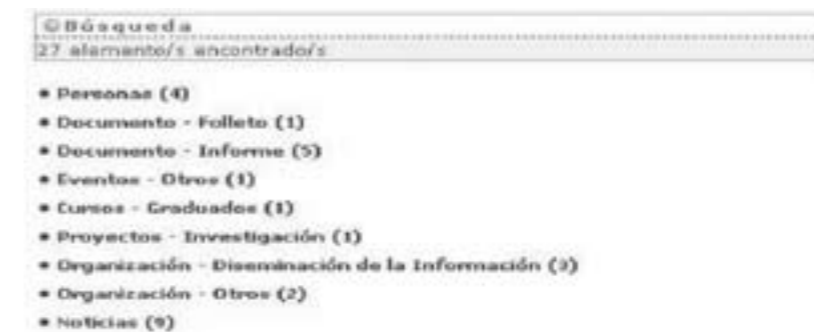 Búsqueda
27 elemento/s encontrado/s
• Personas (4)
• Documento - Folleto (1)
• Documento - Informe (5)
• Eventos - Otros (1)
• Cursos - Graduados (1)
• Proyectos - Investigación (1)
• Organización - Diseminación de la Información (3)
• Organización - Otros (2)
• Noticias (9)